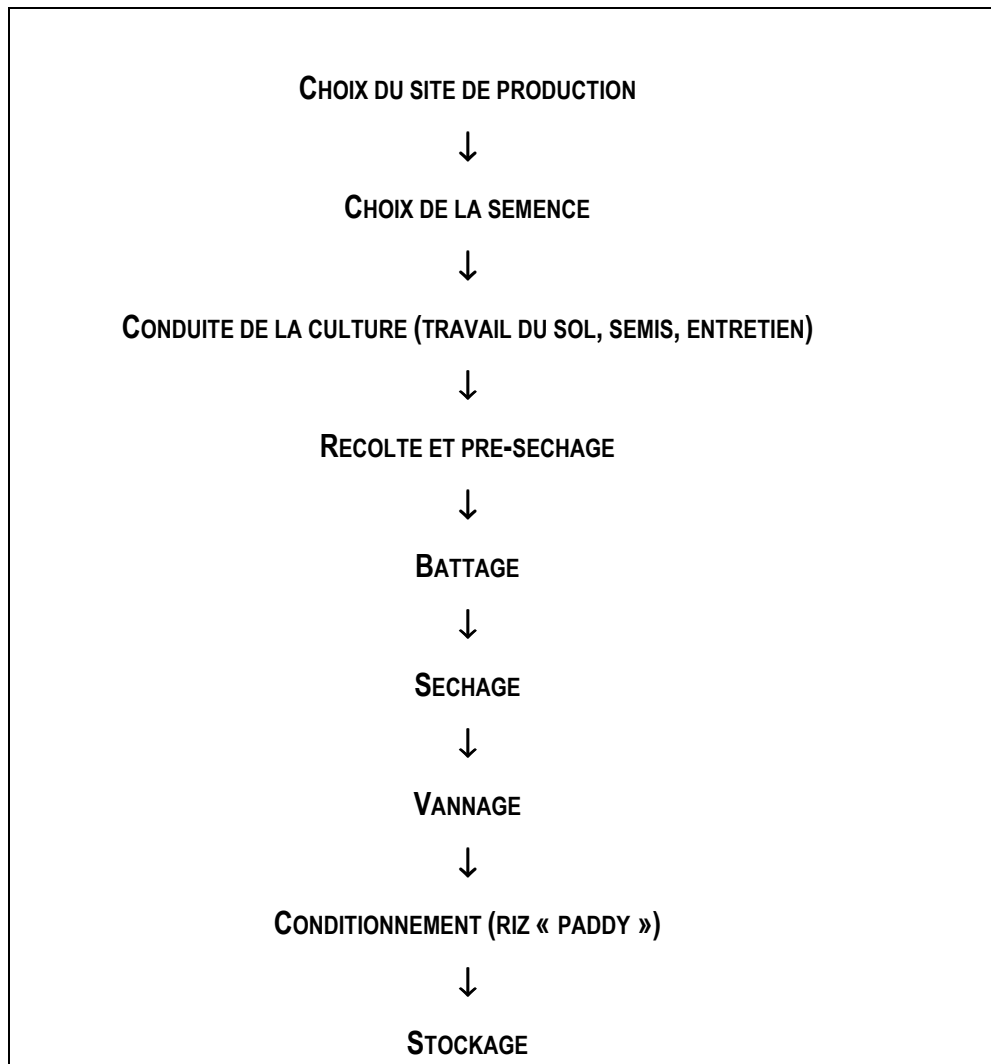 CHOIX DU SITE DE PRODUCTION
↓
CHOIX DE LA SEMENCE
↓
CONDUITE DE LA CULTURE (TRAVAIL DU SOL, SEMIS, ENTRETIEN)
↓
RECOLTE ET PRE-SECHAGE
↓
BATTAGE
↓
SECHAGE
↓
VANNAGE
↓
CONDITIONNEMENT (RIZ « PADDY »)
↓
STOCKAGE